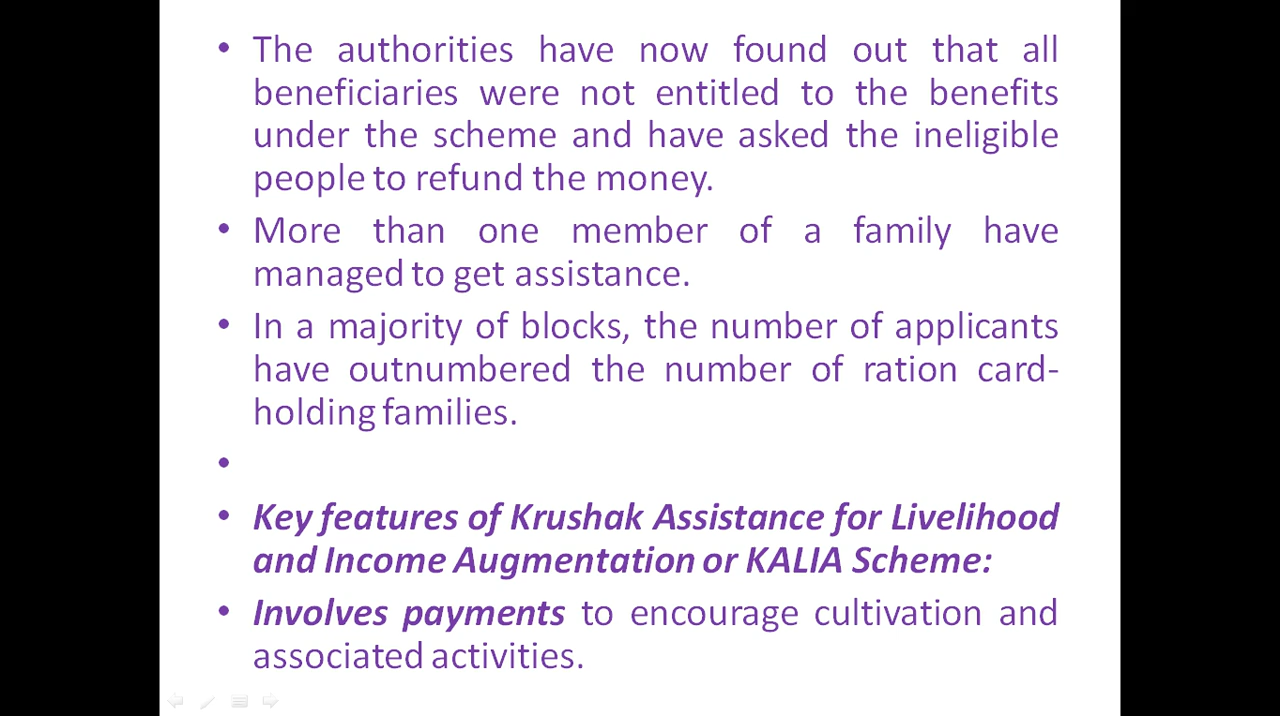 • The authorities have now found out that all
beneficiaries were not entitled to the benefits
under the scheme and have asked the ineligible
people to refund the money.
• More than one member of a family have
managed to get assistance.
• In a majority of blocks, the number of applicants
have outnumbered the number of ration card-
holding families.
•
• Key features of Krushak Assistance for Livelihood
and Income Augmentation or KALIA Scheme:
• Involves payments to encourage cultivation and
associated activities.